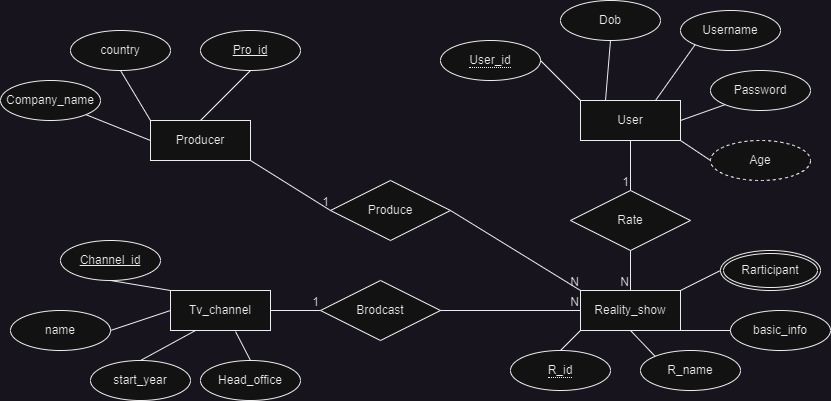 Dob
Username
country
Pro_id
User_id
Password
Company_name
User
Producer
Age
1
1
Produce
Rate
Channel_id
Rarticipant
N
N
1
N
Tv_channel
Brodcast
Reality_show
name
basic_info
R_id
R_name
start_year
Head_office